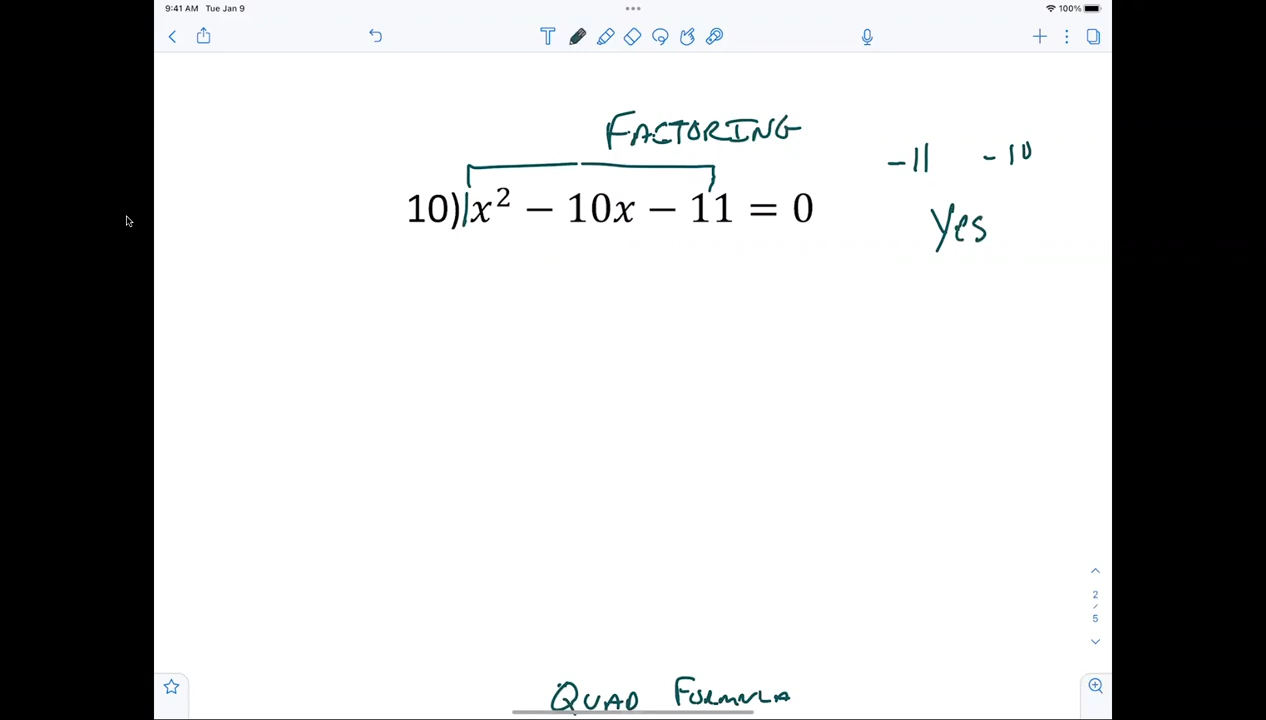 9:41 AM Tue Jan 9
100%
FACTORING
-11 -10
10) 1x² − 10x − 11 = 0
Yes
2
/
5
QUAD FORMULA